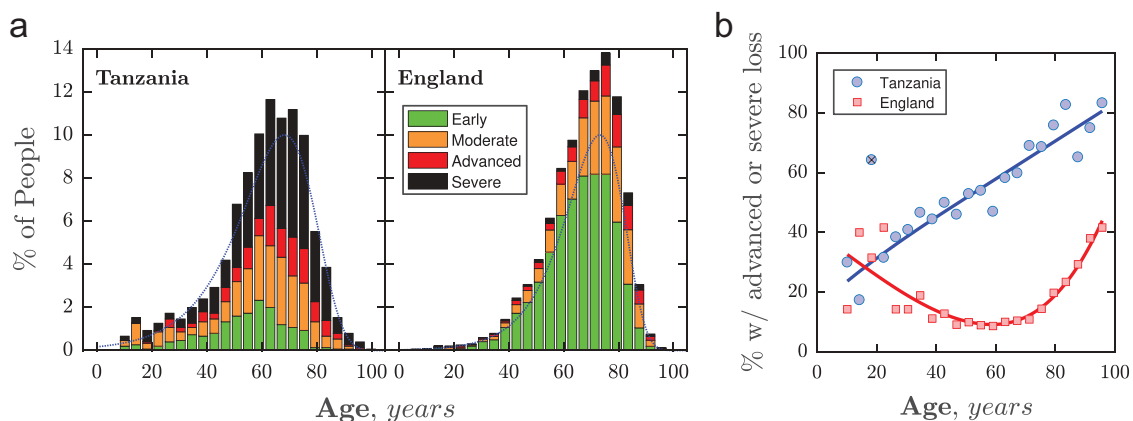 a
% of People
14
12
10
8
6
4
2
0
Tanzania
England
Early
Moderate
Advanced
Severe
0 20 40 60 80 100 0 20 40 60 80 100
Age, years
b
% w/ advanced or severe loss
100
80
60
40
20
0
Tanzania
England
0 20 40 60 80 100
Age, years